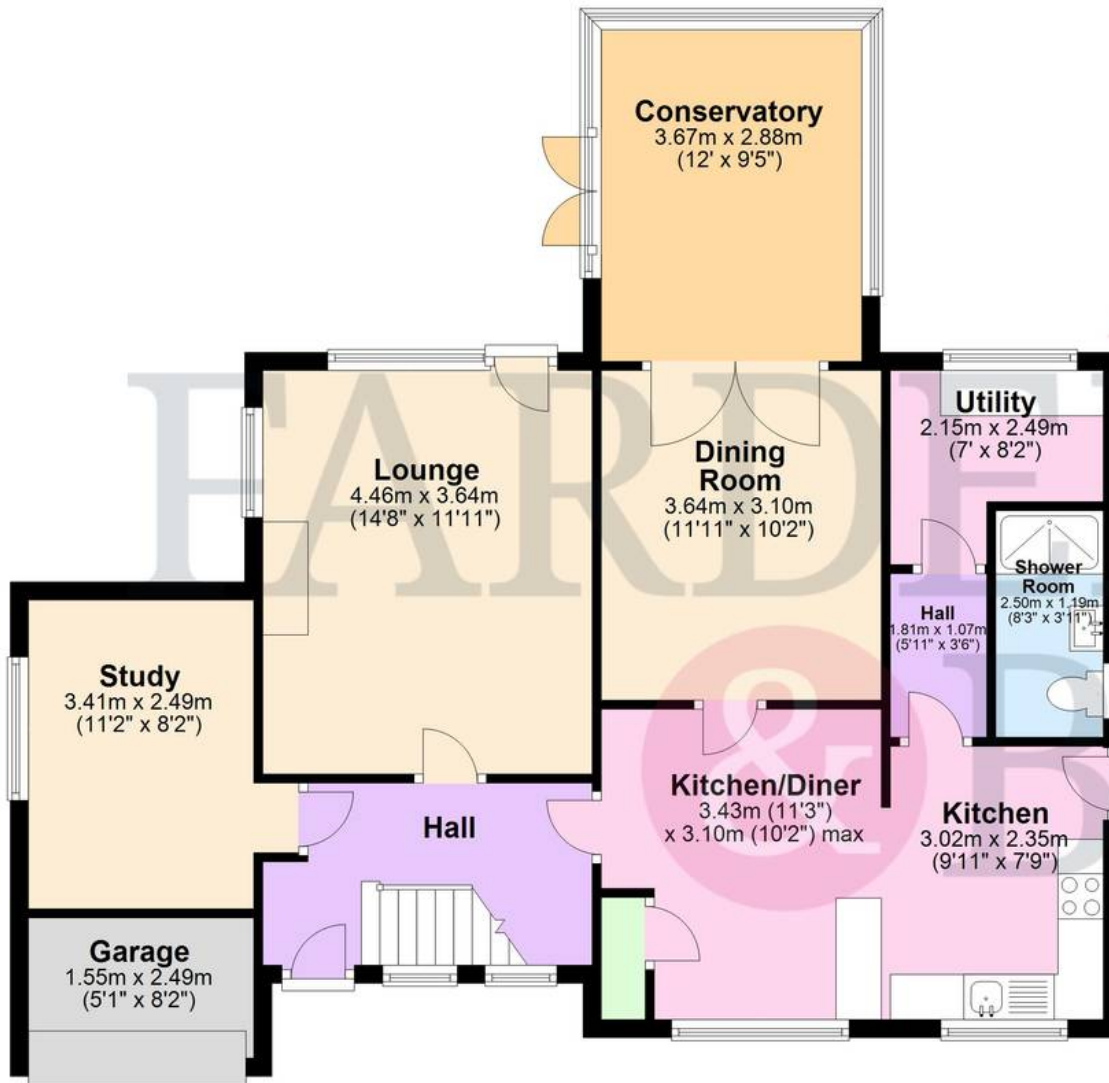 Conservatory
3.67m x 2.88m
(12' x 9'5")
Utility
2.15m x 2.49m
(7' x 8'2")
Lounge
4.46m x 3.64m
(14'8" x 11'11")
Dining
Room
3.64m x 3.10m
(11'11" x 10'2")
Shower
Room
2.50m x 1.19m
(8'3" x 3'11")
Hall
1.81m x 1.07m
(5'11" x 3'6")
Study
3.41m x 2.49m
(11'2" x 8'2")
Kitchen/Diner
3.43m (11'3")
x 3.10m (10'2") max
Hall
Kitchen
3.02m x 2.35m
(9'11" x 7'9")
Garage
1.55m x 2.49m
(5'1" x 8'2")
FARDE
& B